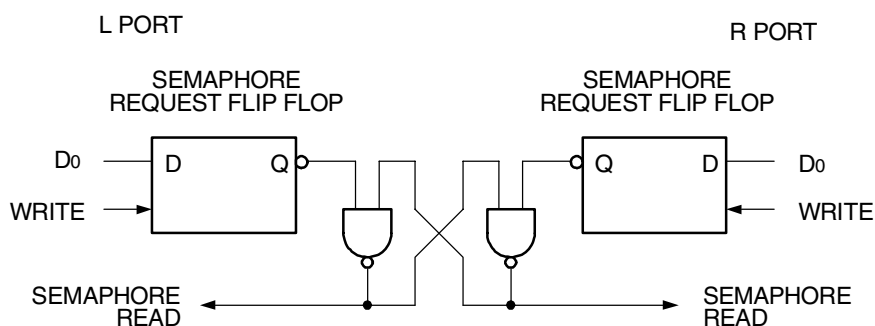 L PORT
R PORT
SEMAPHORE
REQUEST FLIP FLOP
SEMAPHORE
REQUEST FLIP FLOP
D0
D
Q
Q
D
D0
WRITE
WRITE
SEMAPHORE
READ
SEMAPHORE
READ